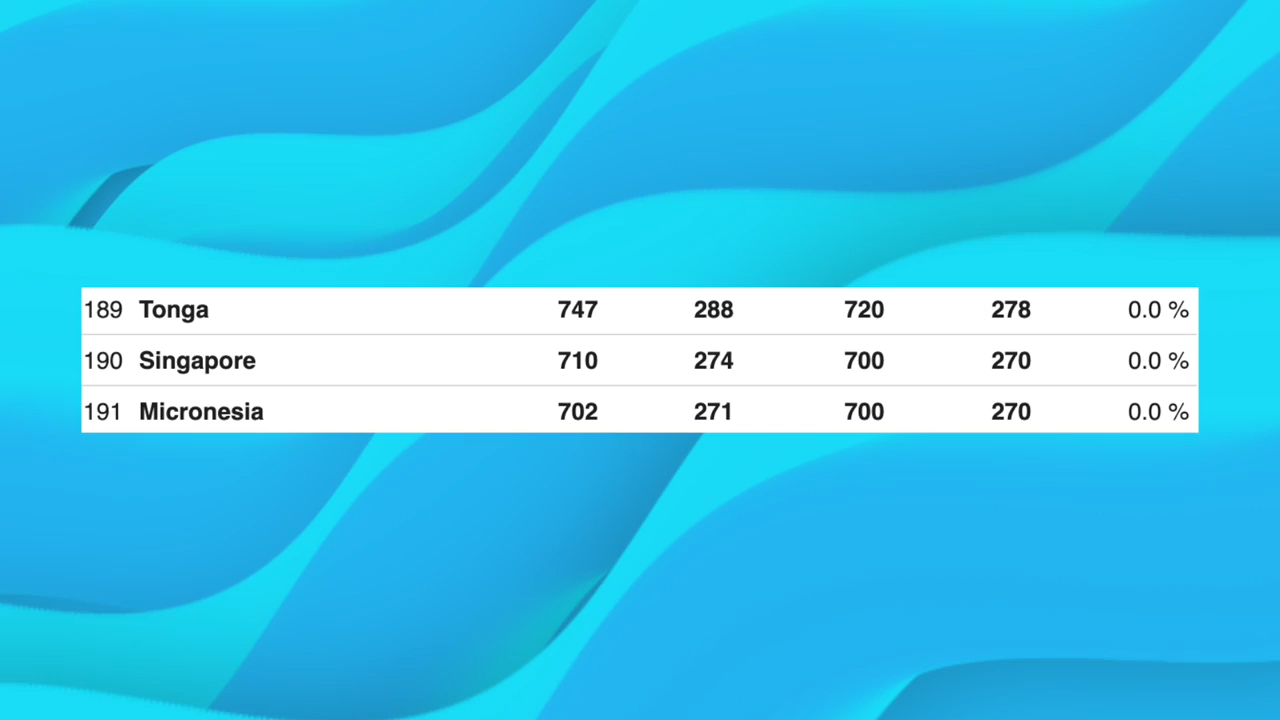 189 Tonga 747 288 720 278 0.0 %
190 Singapore 710 274 700 270 0.0 %
191 Micronesia 702 271 700 270 0.0 %